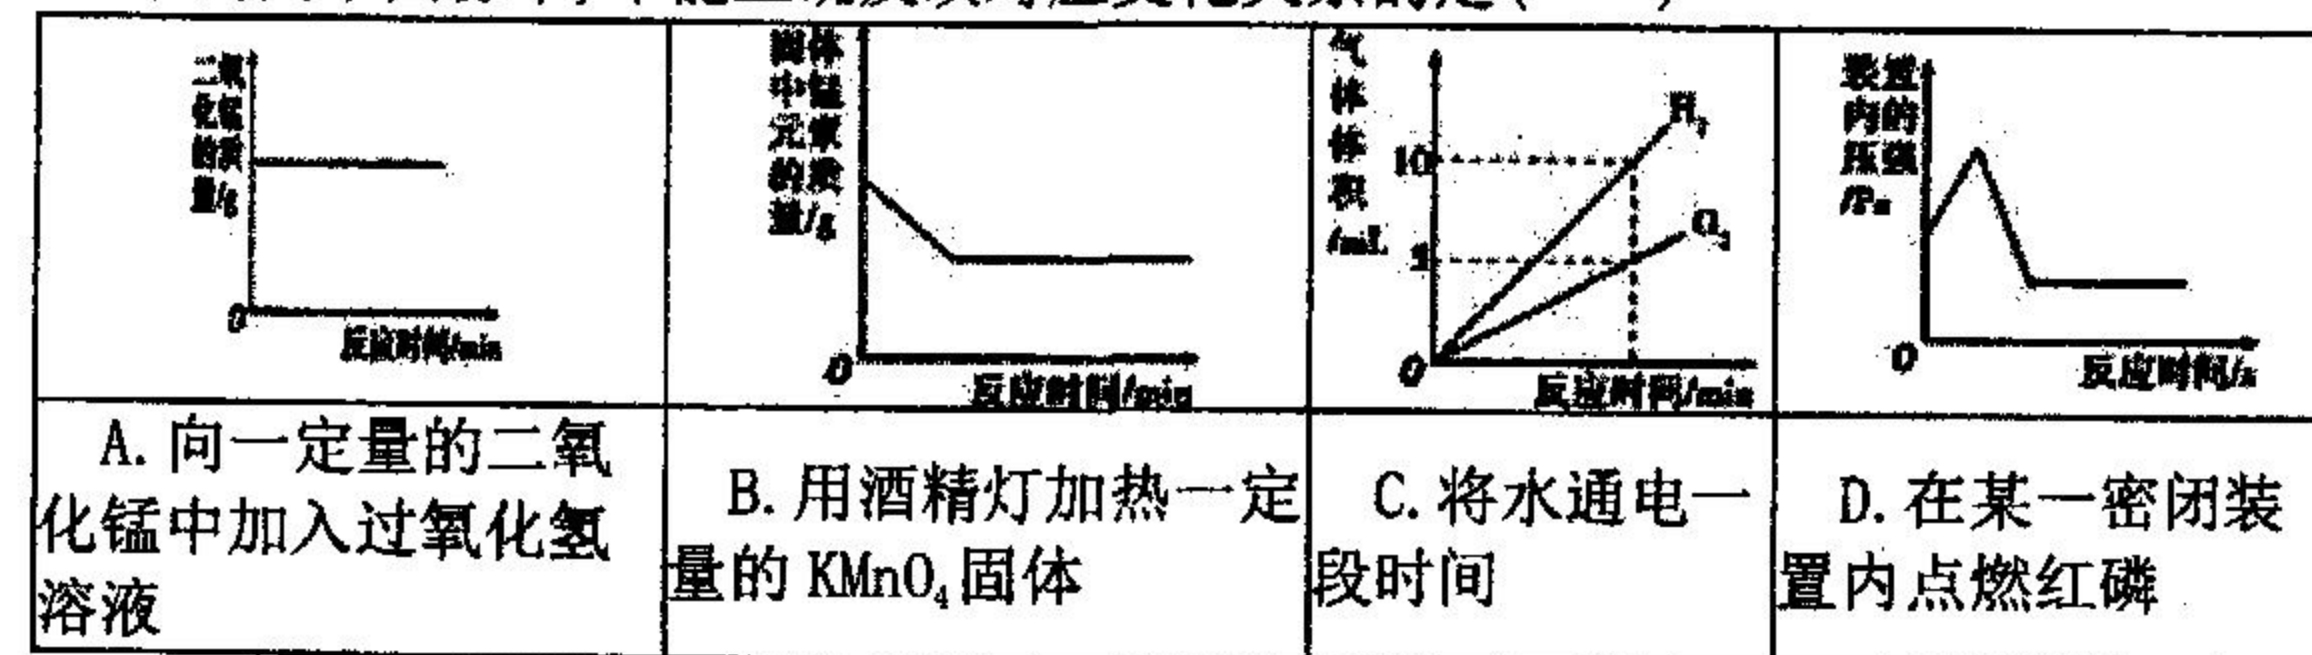 二氧
化锰
的质
量/g
0
反应时间/min
固体
中锰
元素
的质
量/g
0
反应时间/min
气
体
体
积
/mL
10
5
H₂
O₂
0
反应时间/min
装置
内的
压强
/Pa
0
反应时间/s
A. 向一定量的二氧
化锰中加入过氧化氢
溶液
B. 用酒精灯加热一定
量的 KMnO₄ 固体
C. 将水通电一
段时间
D. 在某一密闭装
置内点燃红磷